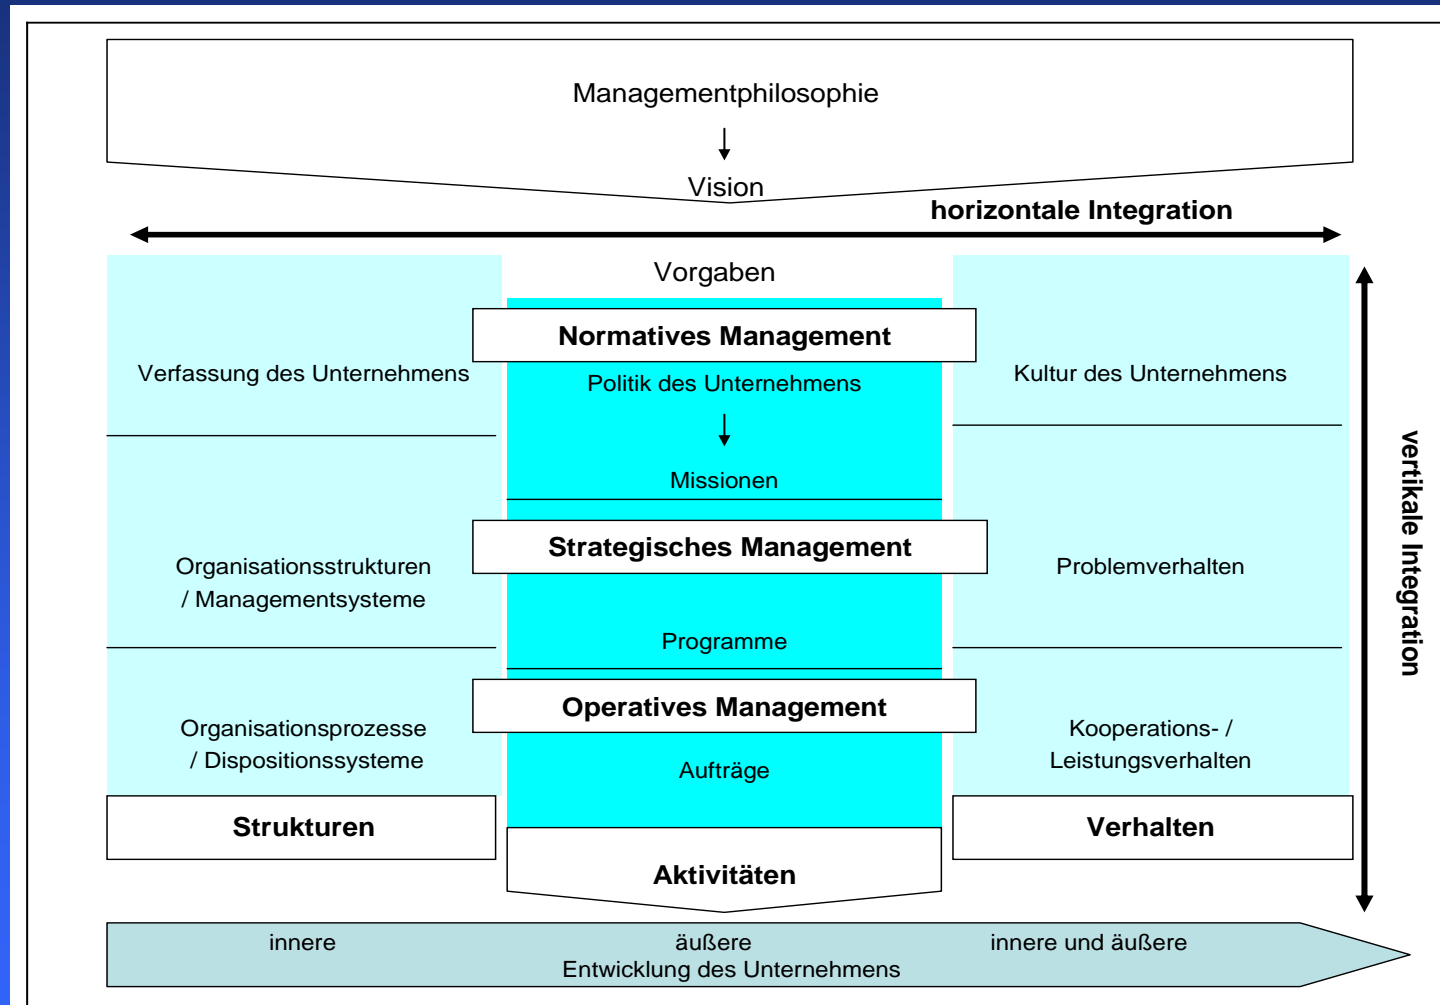 Managementphilosophie
Vision
horizontale Integration
Vorgaben
Normatives Management
Verfassung des Unternehmens
Politik des Unternehmens
Kultur des Unternehmens
Missionen
vertikale Integration
Strategisches Management
Organisationsstrukturen
/ Managementsysteme
Problemverhalten
Programme
Operatives Management
Organisationsprozesse
/ Dispositionssysteme
Aufträge
Kooperations- /
Leistungsverhalten
Strukturen
Aktivitäten
Verhalten
innere
äußere
innere und äußere
Entwicklung des Unternehmens